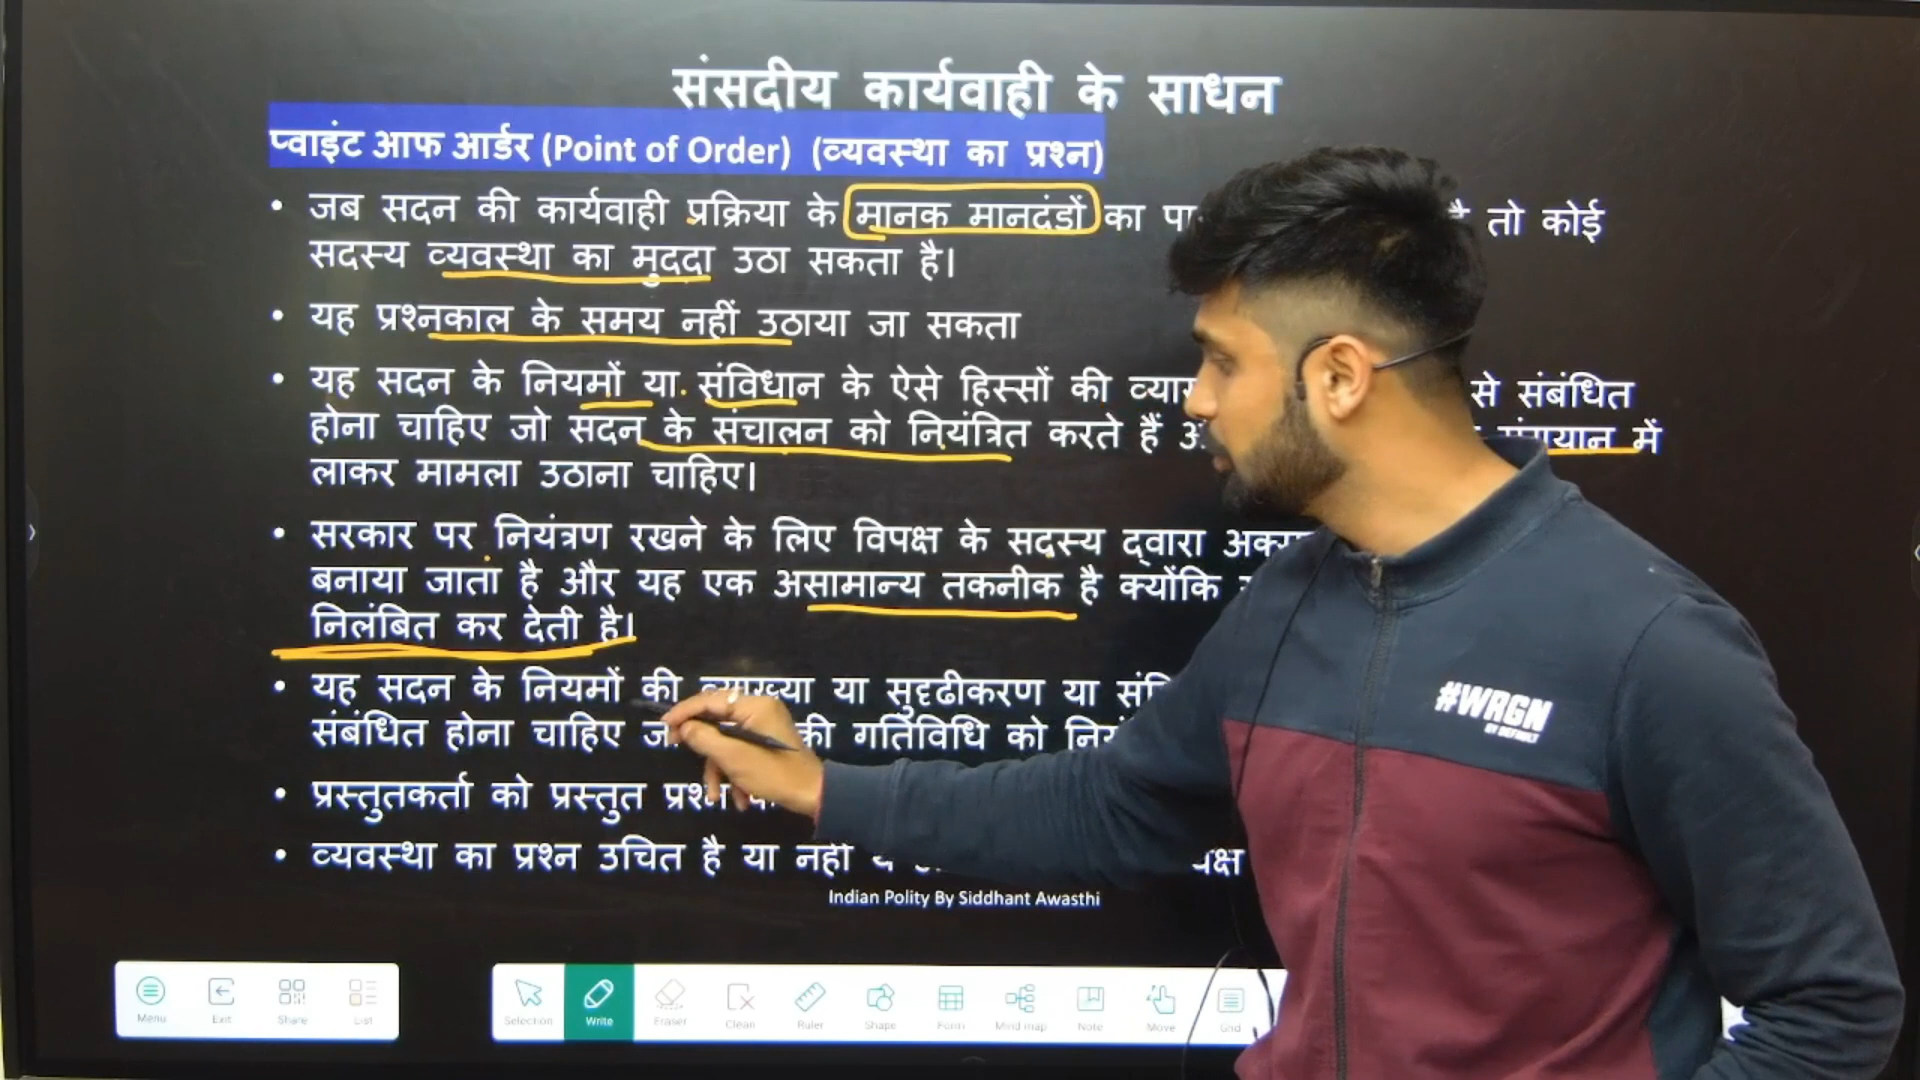 संसदीय कार्यवाही के साधन
प्वाइंट आफ आर्डर (Point of Order) (व्यवस्था का प्रश्न)
• जब सदन की कार्यवाही प्रक्रिया के मानक मानदंडों का तो कोई
सदस्य व्यवस्था का मुददा उठा सकता है।
• यह प्रश्नकाल के समय नहीं उठाया जा सकता
• यह सदन के नियमों या संविधान के ऐसे हिस्सों की से संबंधित
होना चाहिए जो सदन के संचालन को नियंत्रित करते हैं में
लाकर मामला उठाना चाहिए।
• सरकार पर नियंत्रण रखने के लिए विपक्ष के सदस्य द्वारा
बनाया जाता है और यह एक असामान्य तकनीक है क्योंकि
निलंबित कर देती है।
• यह सदन के नियमों की व्याख्या या सुदृढीकरण या
संबंधित होना चाहिए की गतिविधि को
• प्रस्तुतकर्ता को प्रस्तुत
• व्यवस्था का प्रश्न उचित है या नही
Indian Polity By Siddhant Awasthi
#WRGN
BY DEFAULT
Menu Exit Share List Selection Write Eraser Clean Ruler Shape Form Mind map Note Move Grid